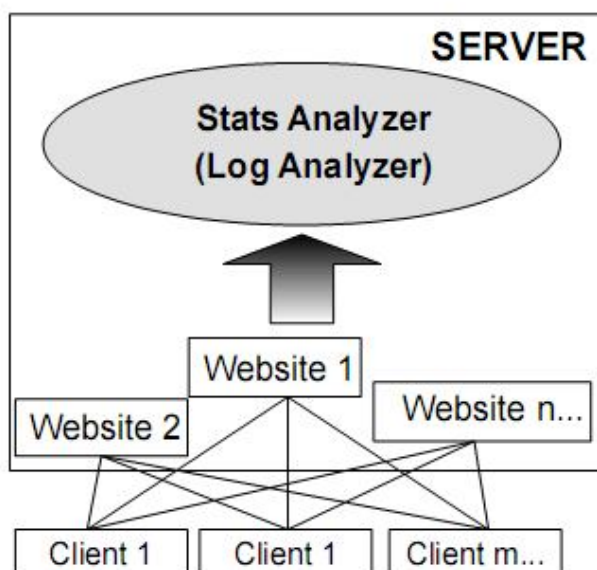 SERVER
Stats Analyzer
(Log Analyzer)
Website 1
Website 2
Website n...
Client 1
Client 1
Client m...